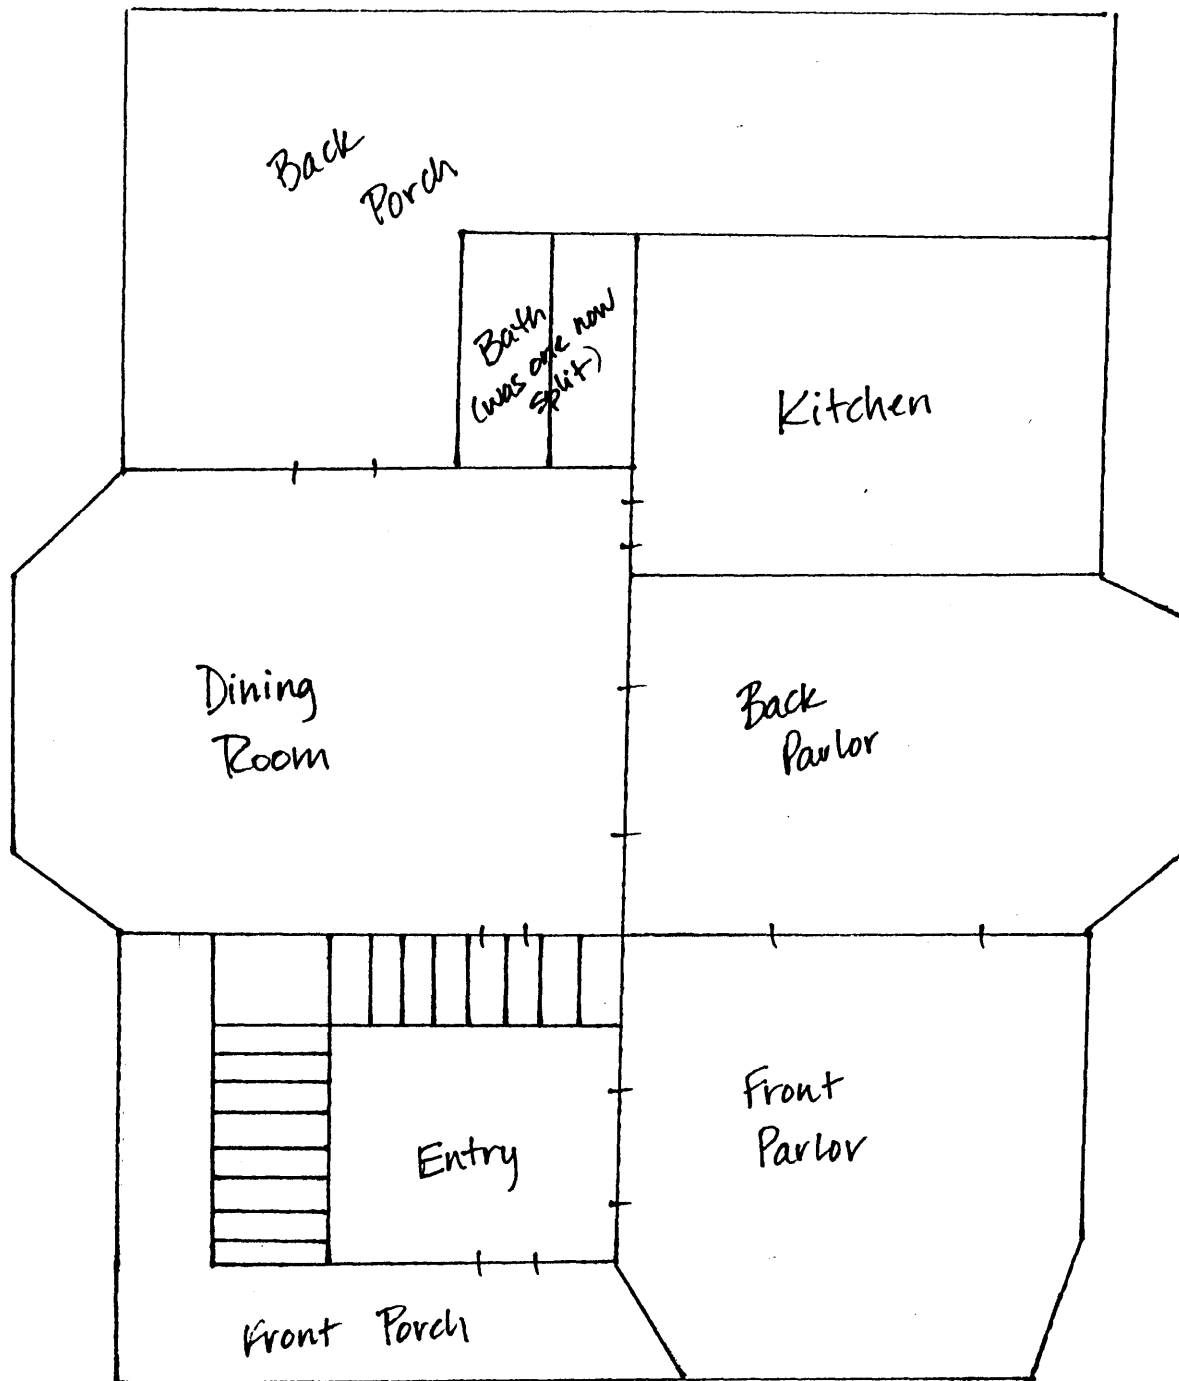 Back
Porch
Bath
(was one now
split)
Kitchen
Dining
Room
Back
Parlor
Front
Parlor
Entry
Front Porch